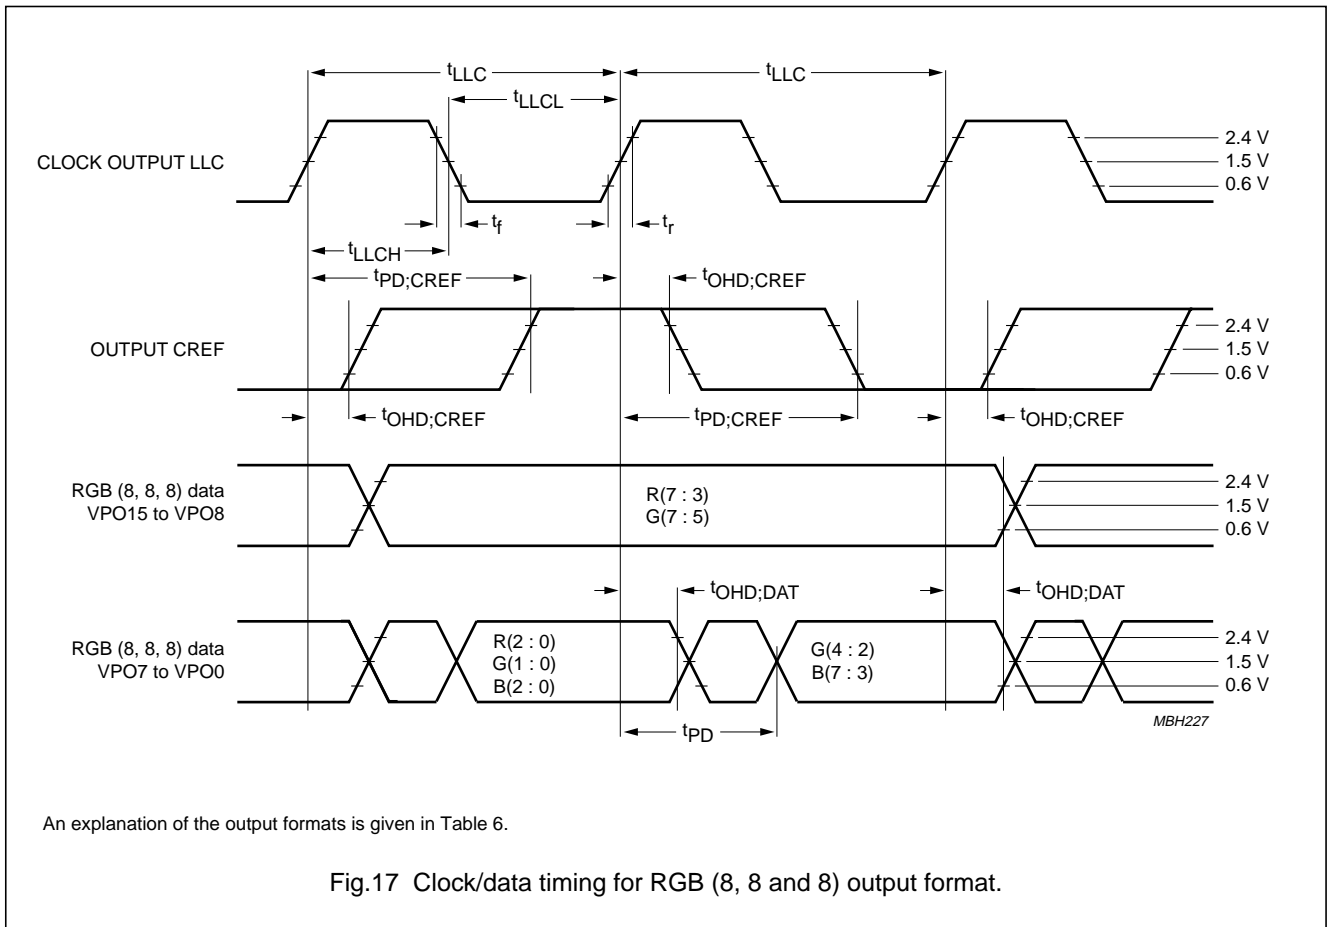 tLLC tLLC
tLLCL
CLOCK OUTPUT LLC
2.4 V
1.5 V
0.6 V
tf tr
tLLCH
tPD;CREF tOHD;CREF
OUTPUT CREF
2.4 V
1.5 V
0.6 V
tOHD;CREF tPD;CREF tOHD;CREF
RGB (8, 8, 8) data
VPO15 to VPO8
R(7 : 3)
G(7 : 5)
2.4 V
1.5 V
0.6 V
tOHD;DAT tOHD;DAT
RGB (8, 8, 8) data
VPO7 to VPO0
R(2 : 0)
G(1 : 0)
B(2 : 0)
G(4 : 2)
B(7 : 3)
2.4 V
1.5 V
0.6 V
MBH227
tPD
An explanation of the output formats is given in Table 6.
Fig.17 Clock/data timing for RGB (8, 8 and 8) output format.